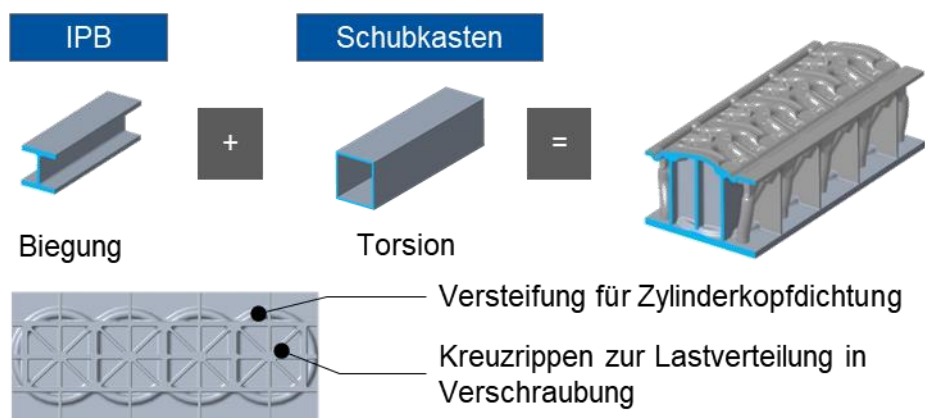 IPB
Schubkasten
+
=
Biegung
Torsion
Versteifung für Zylinderkopfdichtung
Kreuzrippen zur Lastverteilung in
Verschraubung